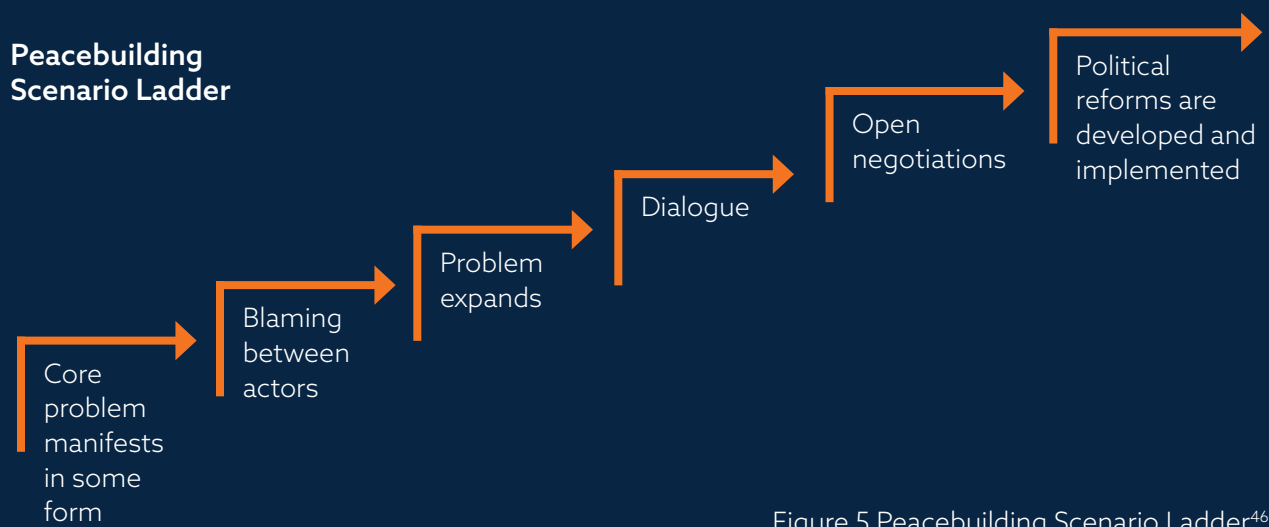 Peacebuilding
Scenario Ladder
Core
problem
manifests
in some
form
Blaming
between
actors
Problem
expands
Dialogue
Open
negotiations
Political
reforms are
developed and
implemented
Figure 5 Peacebuilding Scenario Ladder⁴⁶